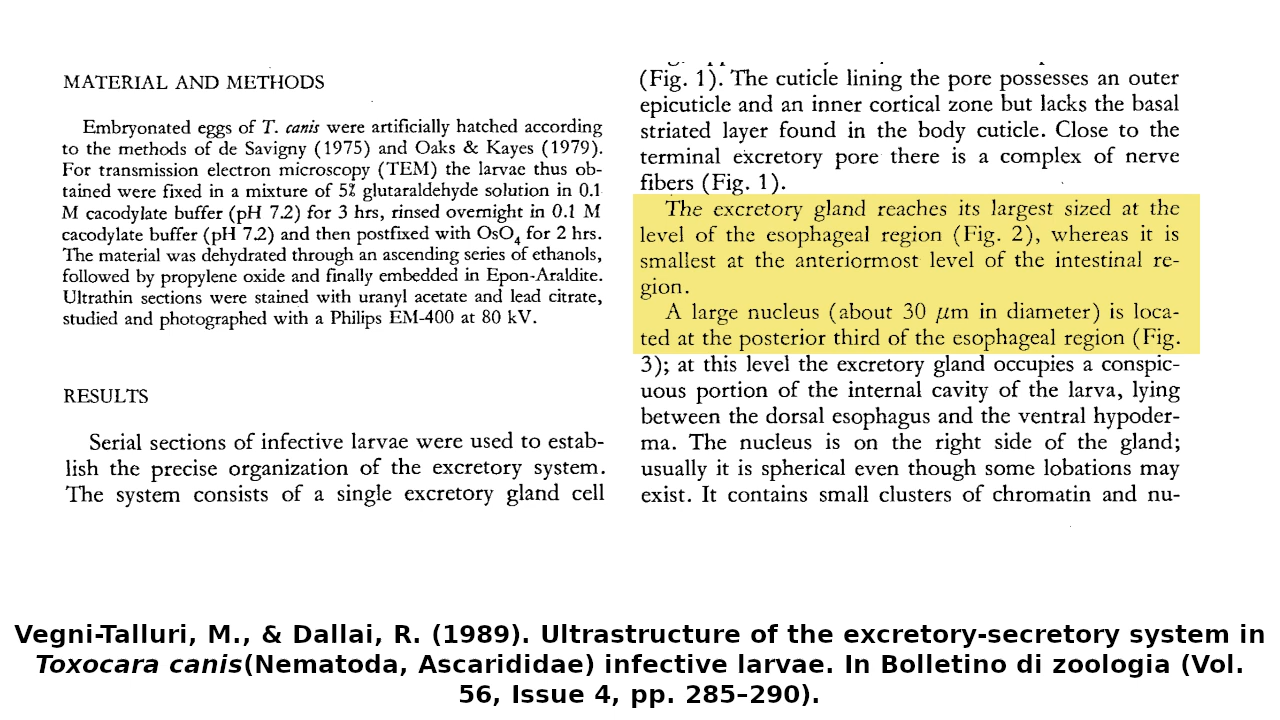 MATERIAL AND METHODS
Embryonated eggs of T. canis were artificially hatched according
to the methods of de Savigny (1975) and Oaks & Kayes (1979).
For transmission electron microscopy (TEM) the larvae thus ob-
tained were fixed in a mixture of 5% glutaraldehyde solution in 0.1
M cacodylate buffer (pH 7.2) for 3 hrs, rinsed overnight in 0.1 M
cacodylate buffer (pH 7.2) and then postfixed with OsO₄ for 2 hrs.
The material was dehydrated through an ascending series of ethanols,
followed by propylene oxide and finally embedded in Epon-Araldite.
Ultrathin sections were stained with uranyl acetate and lead citrate,
studied and photographed with a Philips EM-400 at 80 kV.
RESULTS
Serial sections of infective larvae were used to estab-
lish the precise organization of the excretory system.
The system consists of a single excretory gland cell
(Fig. 1). The cuticle lining the pore possesses an outer
epicuticle and an inner cortical zone but lacks the basal
striated layer found in the body cuticle. Close to the
terminal excretory pore there is a complex of nerve
fibers (Fig. 1).
The excretory gland reaches its largest sized at the
level of the esophageal region (Fig. 2), whereas it is
smallest at the anteriormost level of the intestinal re-
gion.
A large nucleus (about 30 μm in diameter) is loca-
ted at the posterior third of the esophageal region (Fig.
3); at this level the excretory gland occupies a conspic-
uous portion of the internal cavity of the larva, lying
between the dorsal esophagus and the ventral hypoder-
ma. The nucleus is on the right side of the gland;
usually it is spherical even though some lobations may
exist. It contains small clusters of chromatin and nu-
Vegni-Talluri, M., & Dallai, R. (1989). Ultrastructure of the excretory-secretory system in
Toxocara canis(Nematoda, Ascarididae) infective larvae. In Bolletino di zoologia (Vol.
56, Issue 4, pp. 285–290).